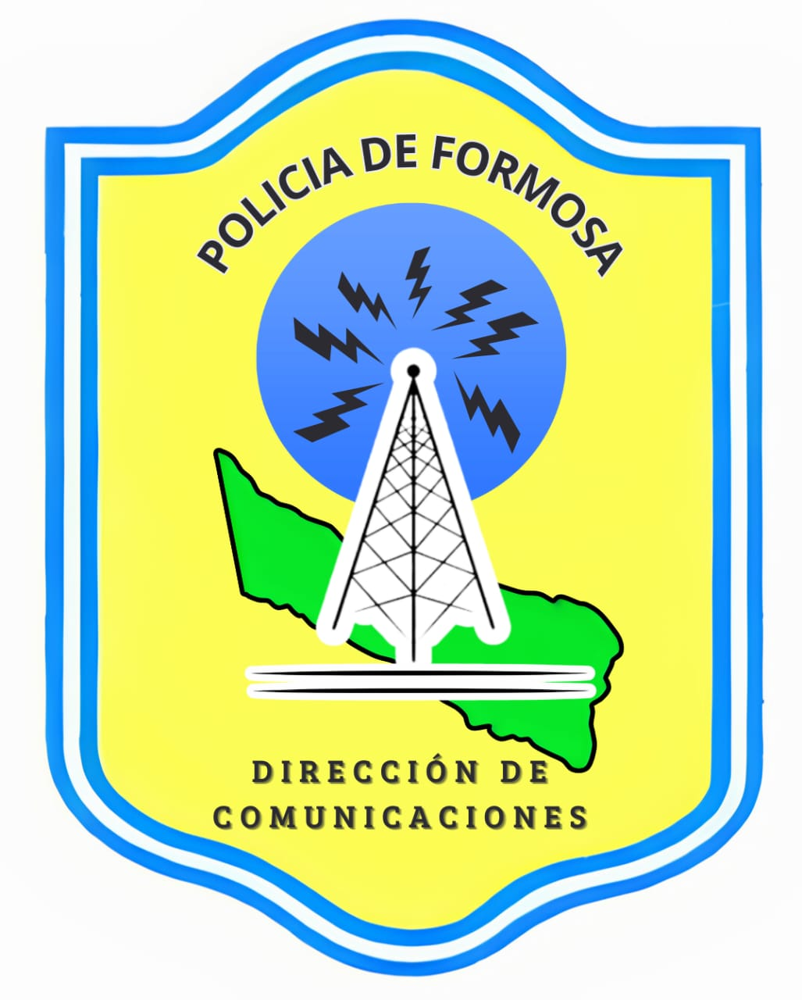 POLICIA DE FORMOSA
DIRECCIÓN DE
COMUNICACIONES